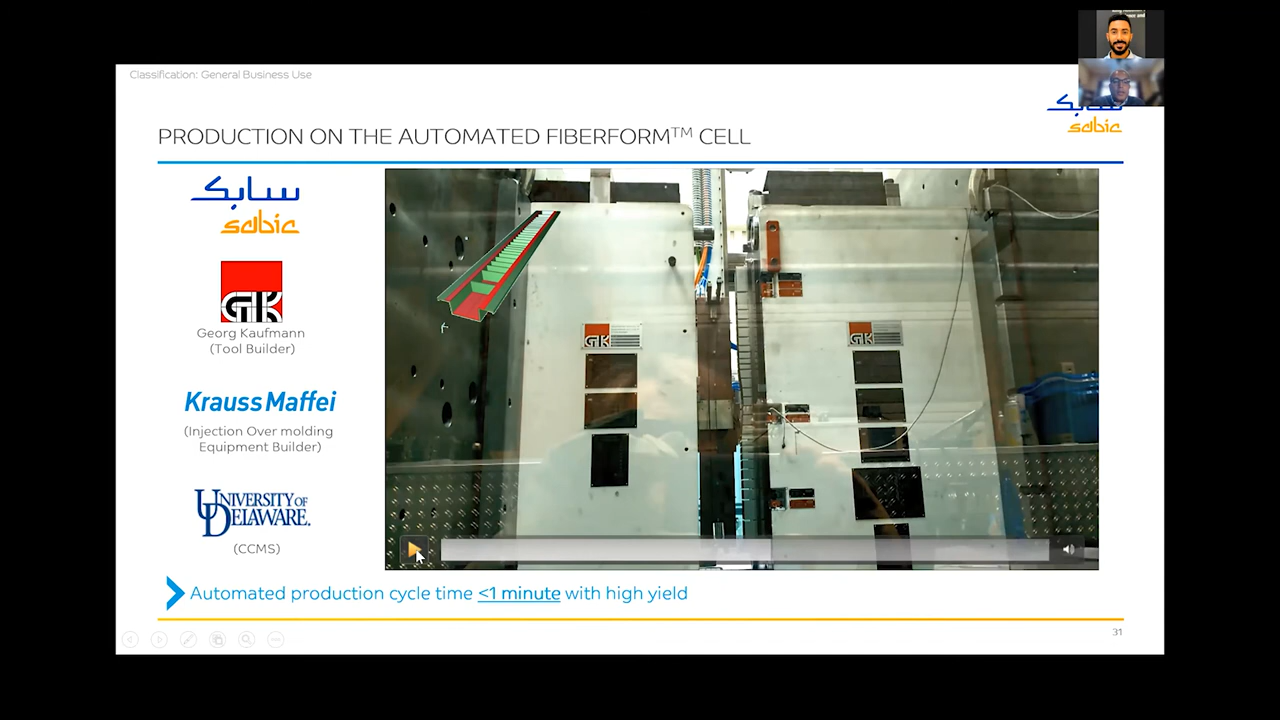 Classification: General Business Use
سابك
sabic
PRODUCTION ON THE AUTOMATED FIBERFORM™ CELL
سابك
sabic
GK
Georg Kaufmann
(Tool Builder)
Krauss Maffei
(Injection Over molding
Equipment Builder)
UNIVERSITY OF
DELAWARE.
(CCMS)
GK
GK
Automated production cycle time <1 minute with high yield
31